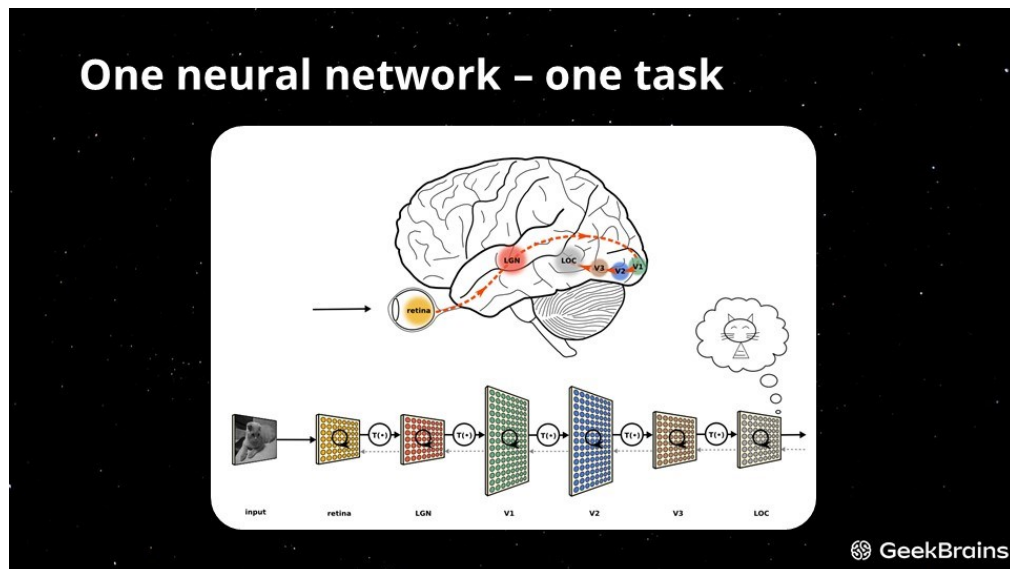 One neural network – one task
LGN
LOC
V3
V2
V1
retina
T(•)
T(•)
T(•)
T(•)
T(•)
input
retina
LGN
V1
V2
V3
LOC
GeekBrains